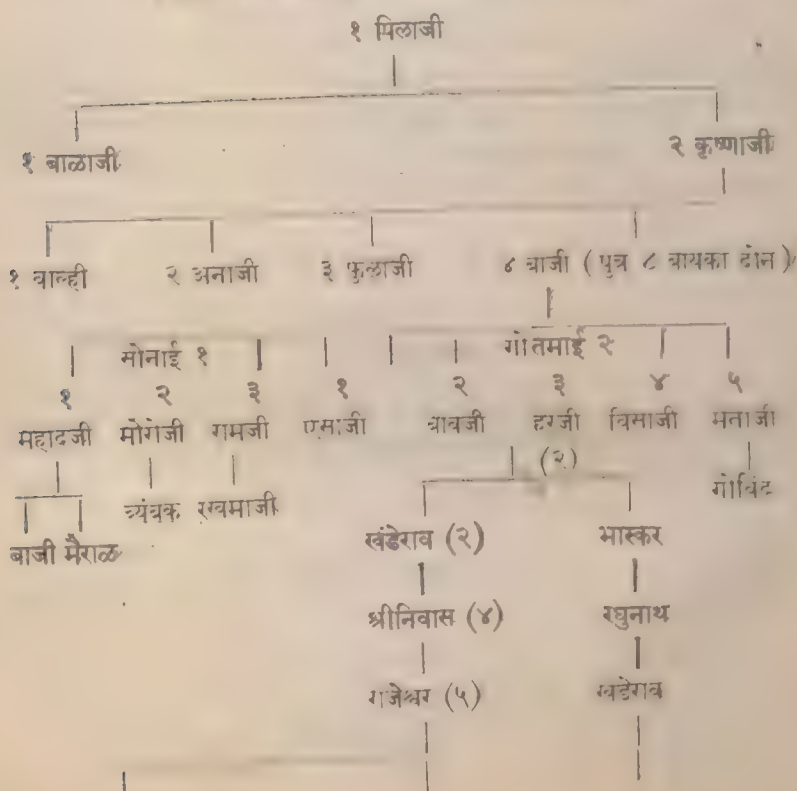 १ पिलाजी
१ बाळाजी २ कृष्णाजी
१ वाल्ही २ अनाजी ३ फुलाजी ४ बाजी ( पुत्र ८ बायका दोन )
सोनाई १ गोतमाई २
१ २ ३ १ २ ३ ४ ५
महादजी मोरोजी रामजी एसाजी बावजी हरजी विसाजी मताजी
(२)
त्र्यंबक रखमाजी गोविंद
बाजी मैराळ खंडेराव (२) भास्कर
श्रीनिवास (४) रघुनाथ
राजेश्वर (५) खंडेराव